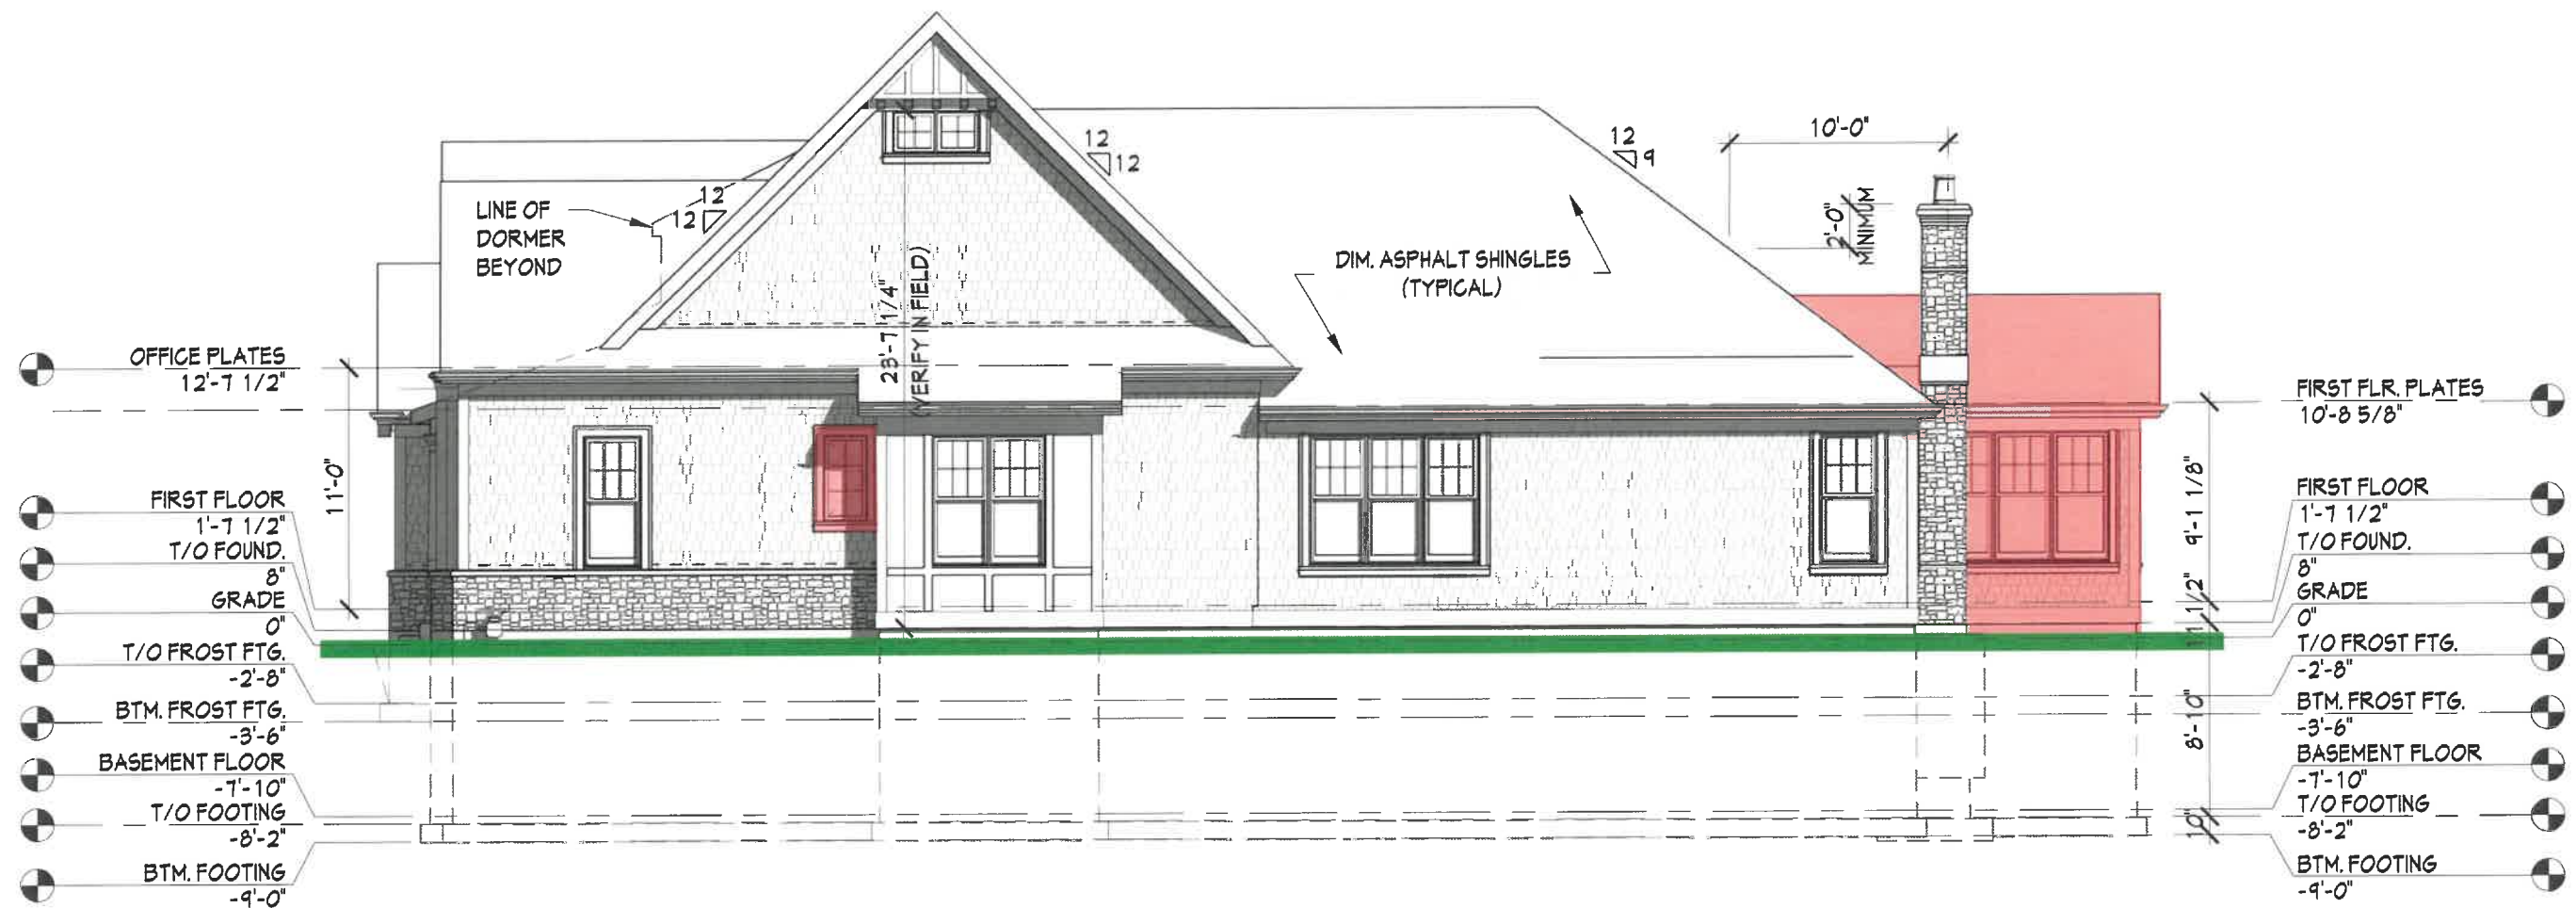 12
12
12
9
10'-0"
2'-0"
MINIMUM
LINE OF
DORMER
BEYOND
12
12
DIM. ASPHALT SHINGLES
(TYPICAL)
23'-7 1/4"
(VERIFY IN FIELD)
OFFICE PLATES
12'-7 1/2"
11'-0"
FIRST FLOOR
1'-7 1/2"
T/O FOUND.
8"
GRADE
0"
T/O FROST FTG.
-2'-8"
BTM. FROST FTG.
-3'-6"
BASEMENT FLOOR
-7'-10"
T/O FOOTING
-8'-2"
BTM. FOOTING
-9'-0"
FIRST FLR. PLATES
10'-8 5/8"
9'-1 1/8"
FIRST FLOOR
1'-7 1/2"
T/O FOUND.
8"
GRADE
0"
T/O FROST FTG.
-2'-8"
8'-10"
BTM. FROST FTG.
-3'-6"
BASEMENT FLOOR
-7'-10"
T/O FOOTING
-8'-2"
10"
BTM. FOOTING
-9'-0"